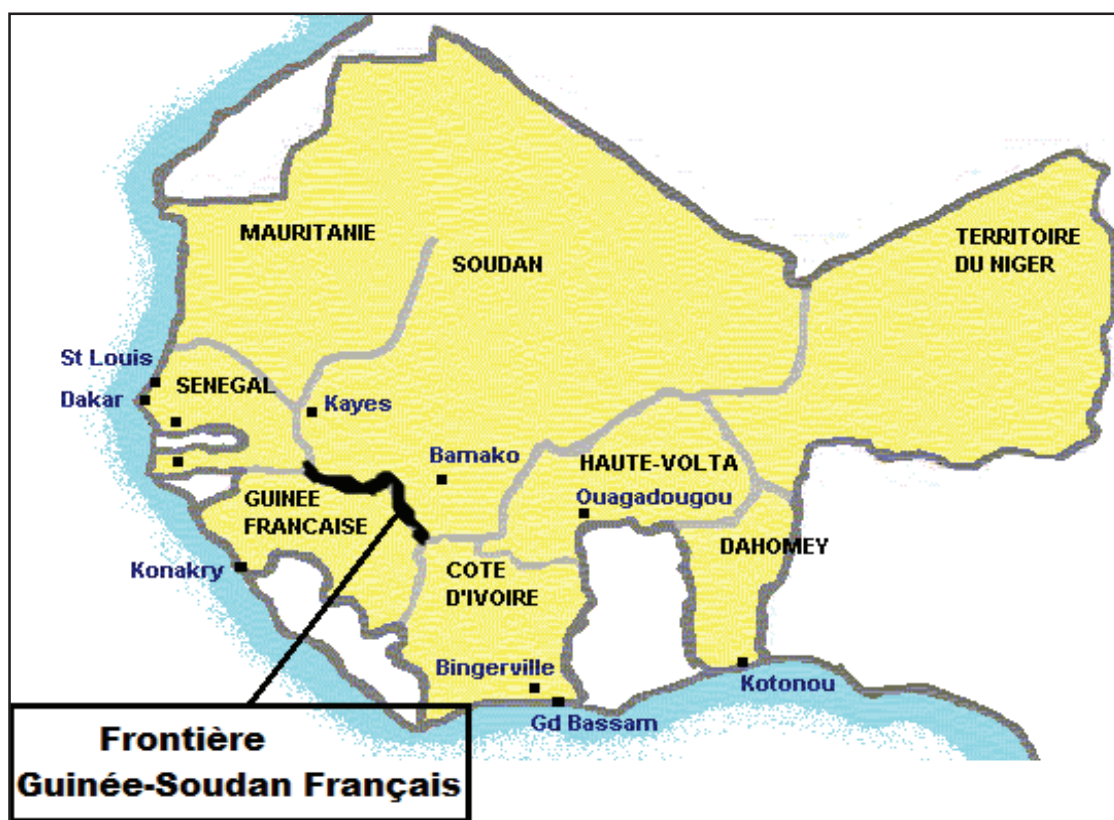 MAURITANIE
SOUDAN
TERRITOIRE
DU NIGER
St Louis
SENEGAL
Dakar
Kayes
Bamako
HAUTE-VOLTA
GUINEE
FRANCAISE
Ouagadougou
DAHOMEY
Konakry
COTE
D'IVOIRE
Bingerville
Kotonou
Gd Bassam
Frontière
Guinée-Soudan Français